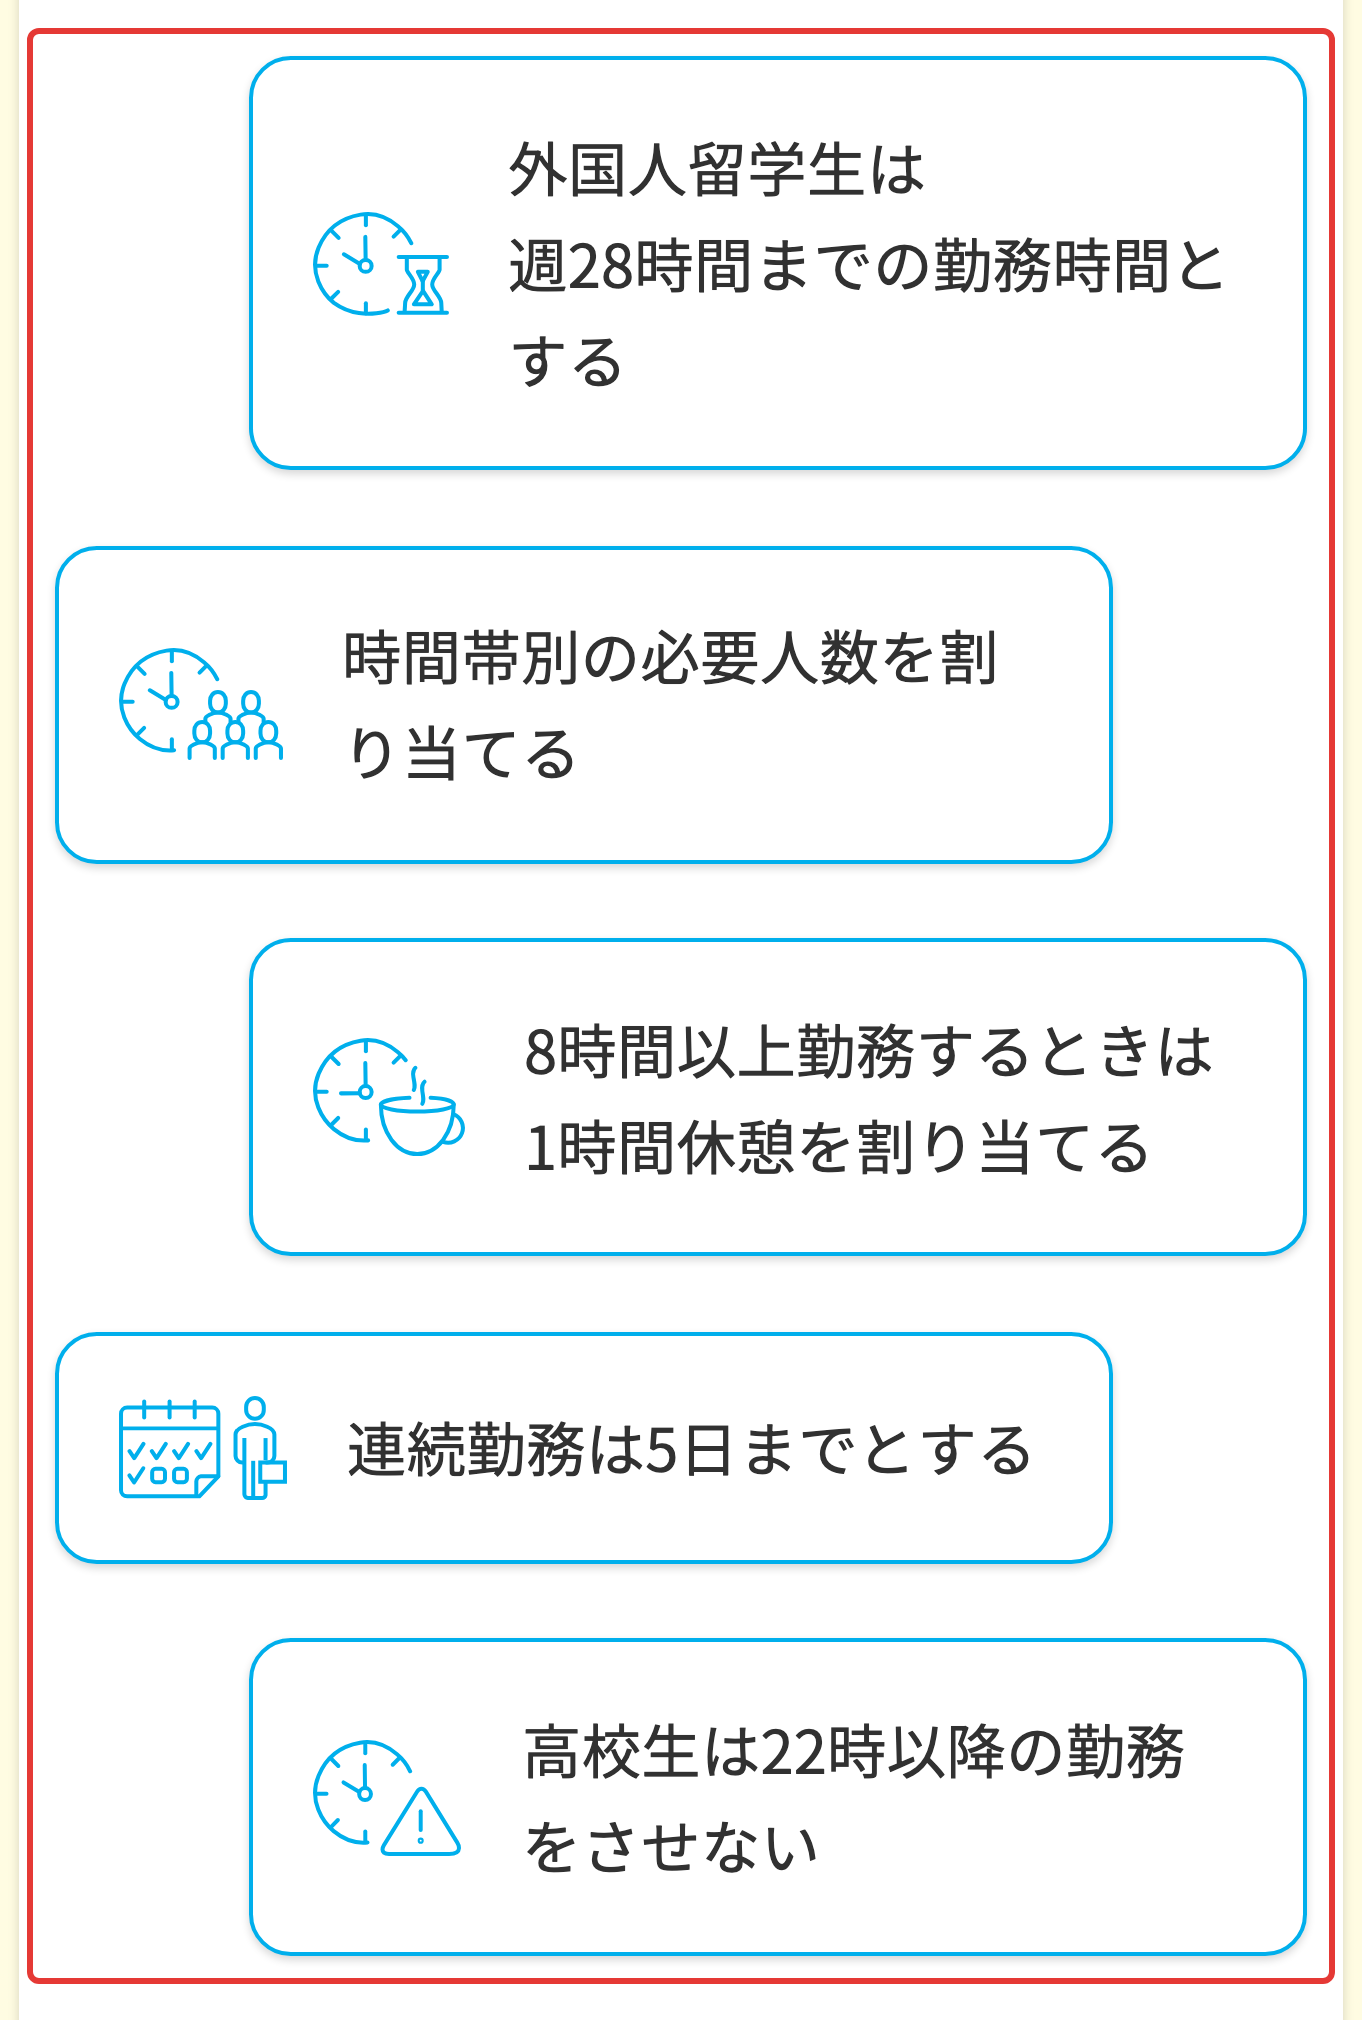 外国人留学生は
週28時間までの勤務時間と
する
時間帯別の必要人数を割
り当てる
8時間以上勤務するときは
1時間休憩を割り当てる
連続勤務は5日までとする
高校生は22時以降の勤務
をさせない